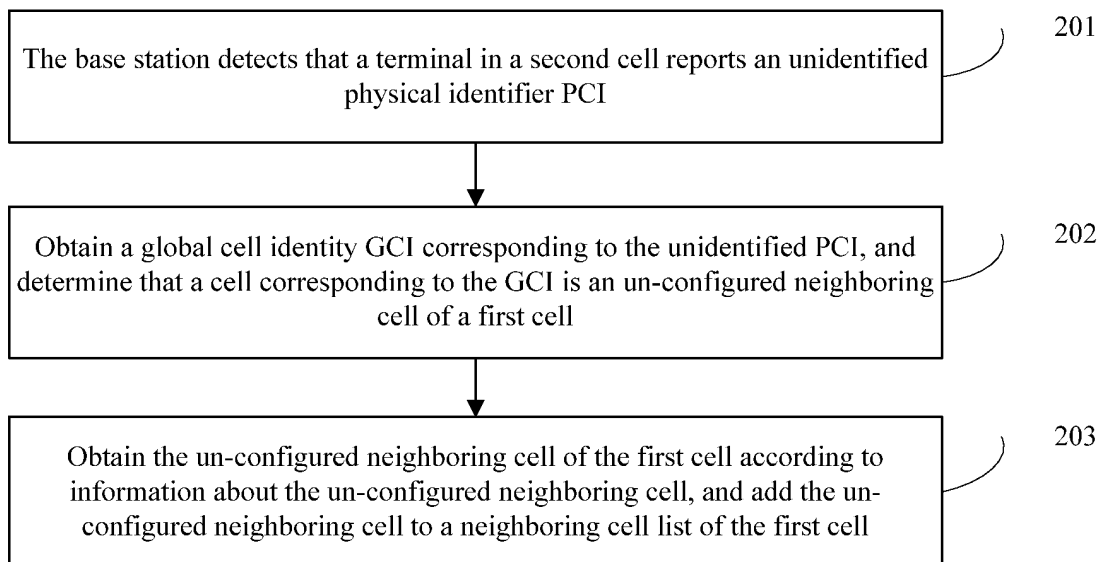 201
The base station detects that a terminal in a second cell reports an unidentified
physical identifier PCI
202
Obtain a global cell identity GCI corresponding to the unidentified PCI, and
determine that a cell corresponding to the GCI is an un-configured neighboring
cell of a first cell
203
Obtain the un-configured neighboring cell of the first cell according to
information about the un-configured neighboring cell, and add the un-
configured neighboring cell to a neighboring cell list of the first cell